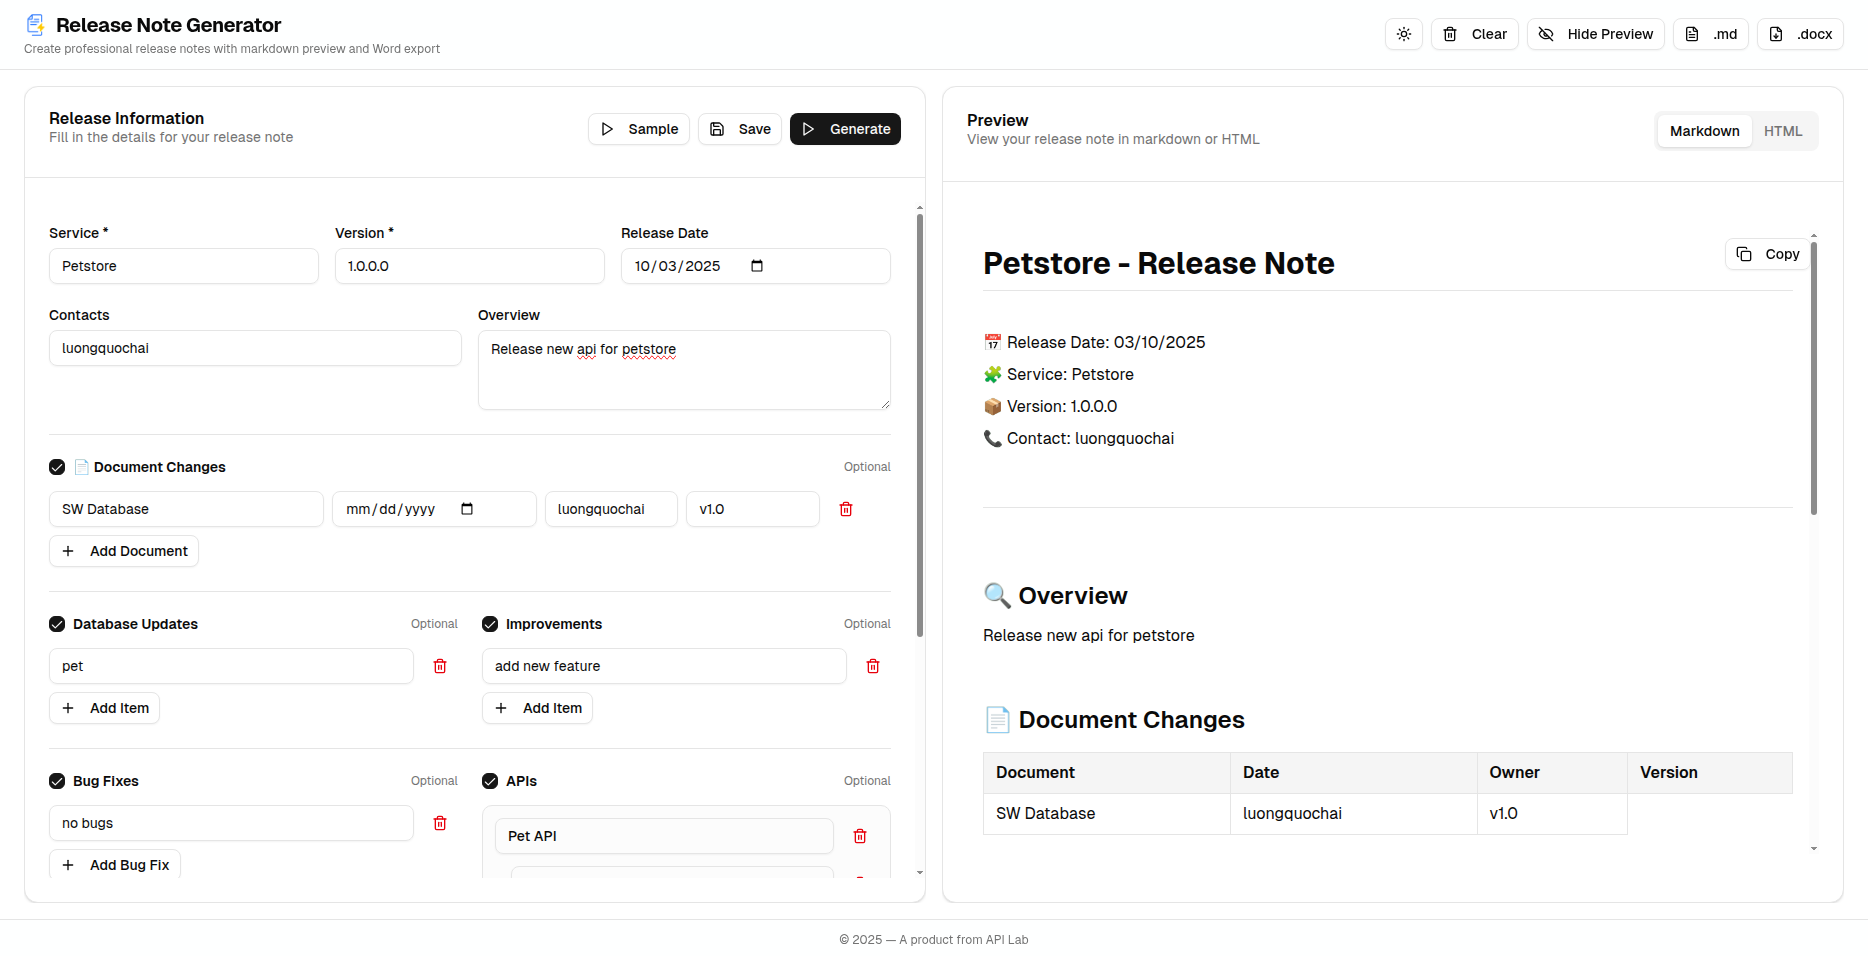 Release Note Generator
Create professional release notes with markdown preview and Word export
Clear
Hide Preview
.md
.docx
Release Information
Fill in the details for your release note
Sample
Save
Generate
Service *
Version *
Release Date
Petstore
1.0.0.0
10/03/2025
Contacts
Overview
luongquochai
Release new api for petstore
Document Changes
Optional
SW Database
mm/dd/yyyy
luongquochai
v1.0
Add Document
Database Updates
Optional
Improvements
Optional
pet
add new feature
Add Item
Add Item
Bug Fixes
Optional
APIs
Optional
no bugs
Pet API
Add Bug Fix
Preview
View your release note in markdown or HTML
Markdown
HTML
Copy
Petstore - Release Note
Release Date: 03/10/2025
Service: Petstore
Version: 1.0.0.0
Contact: luongquochai
Overview
Release new api for petstore
Document Changes
Document Date Owner Version
SW Database luongquochai v1.0
© 2025 — A product from API Lab